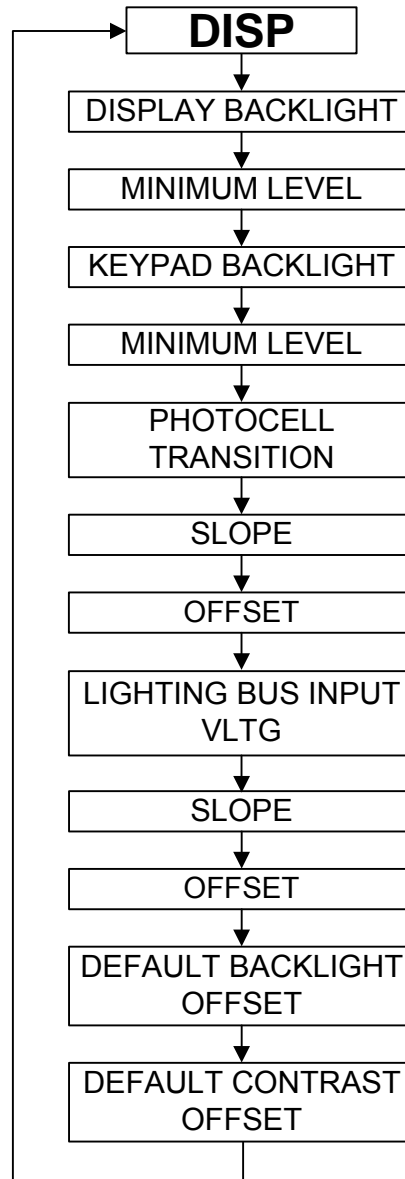 DISP
DISPLAY BACKLIGHT
MINIMUM LEVEL
KEYPAD BACKLIGHT
MINIMUM LEVEL
PHOTOCELL
TRANSITION
SLOPE
OFFSET
LIGHTING BUS INPUT
VLTG
SLOPE
OFFSET
DEFAULT BACKLIGHT
OFFSET
DEFAULT CONTRAST
OFFSET